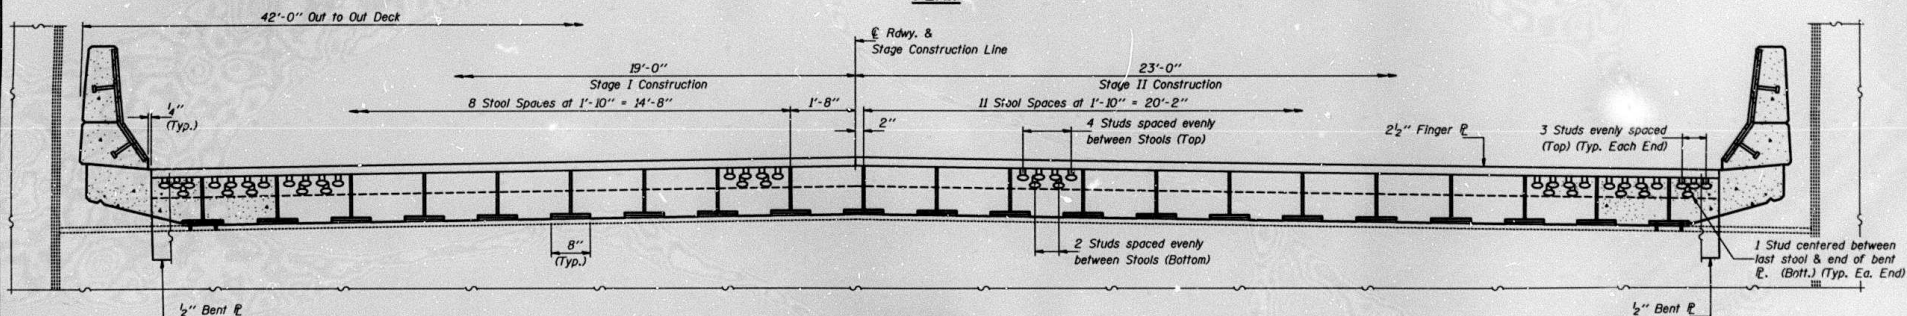 42'-0" Out to Out Deck
℄ Rdwy. &
Stage Construction Line
19'-0"
Stage I Construction
23'-0"
Stage II Construction
8 Stool Spaces at 1'-10" = 14'-8"
1'-8"
11 Stool Spaces at 1'-10" = 20'-2"
¼"
(Typ.)
2"
4 Studs spaced evenly
between Stools (Top)
2½" Finger ℙ
3 Studs evenly spaced
(Top) (Typ. Each End)
8"
(Typ.)
2 Studs spaced evenly
between Stools (Bottom)
1 Stud centered between
last stool & end of bent
ℙ. (Bott.) (Typ. Ea. End)
½" Bent ℙ
½" Bent ℙ